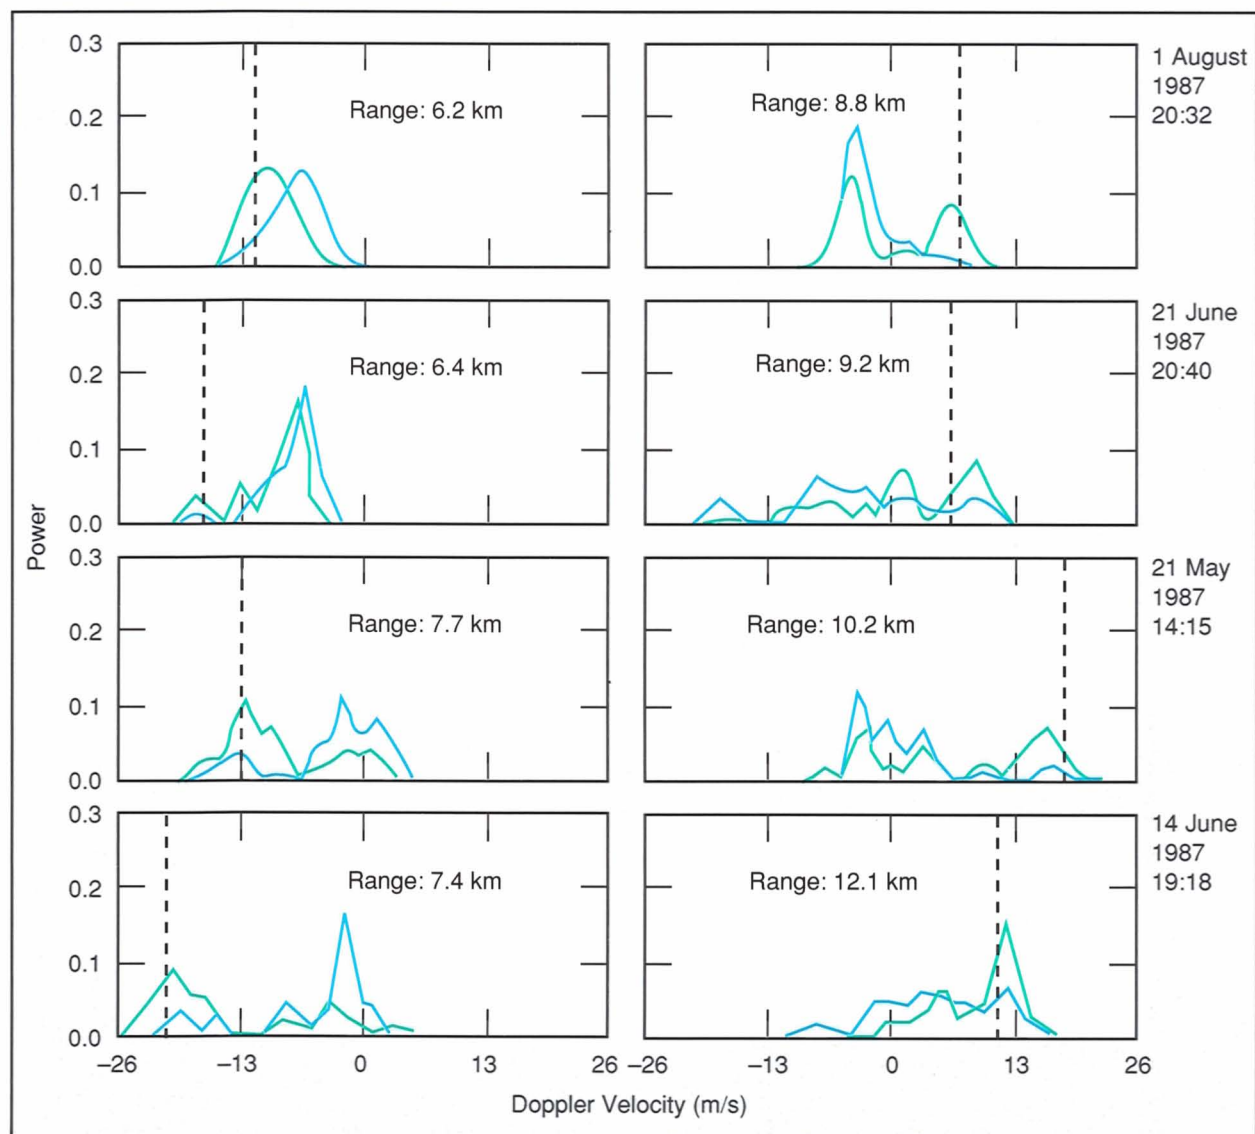 0.3
0.2
0.1
0.0
Range: 6.2 km
Range: 8.8 km
1 August
1987
20:32
0.3
0.2
0.1
0.0
Range: 6.4 km
Range: 9.2 km
21 June
1987
20:40
0.3
0.2
0.1
0.0
Range: 7.7 km
Range: 10.2 km
21 May
1987
14:15
0.3
0.2
0.1
0.0
Range: 7.4 km
Range: 12.1 km
14 June
1987
19:18
Power
–26 –13 0 13 26 –26 –13 0 13 26
Doppler Velocity (m/s)